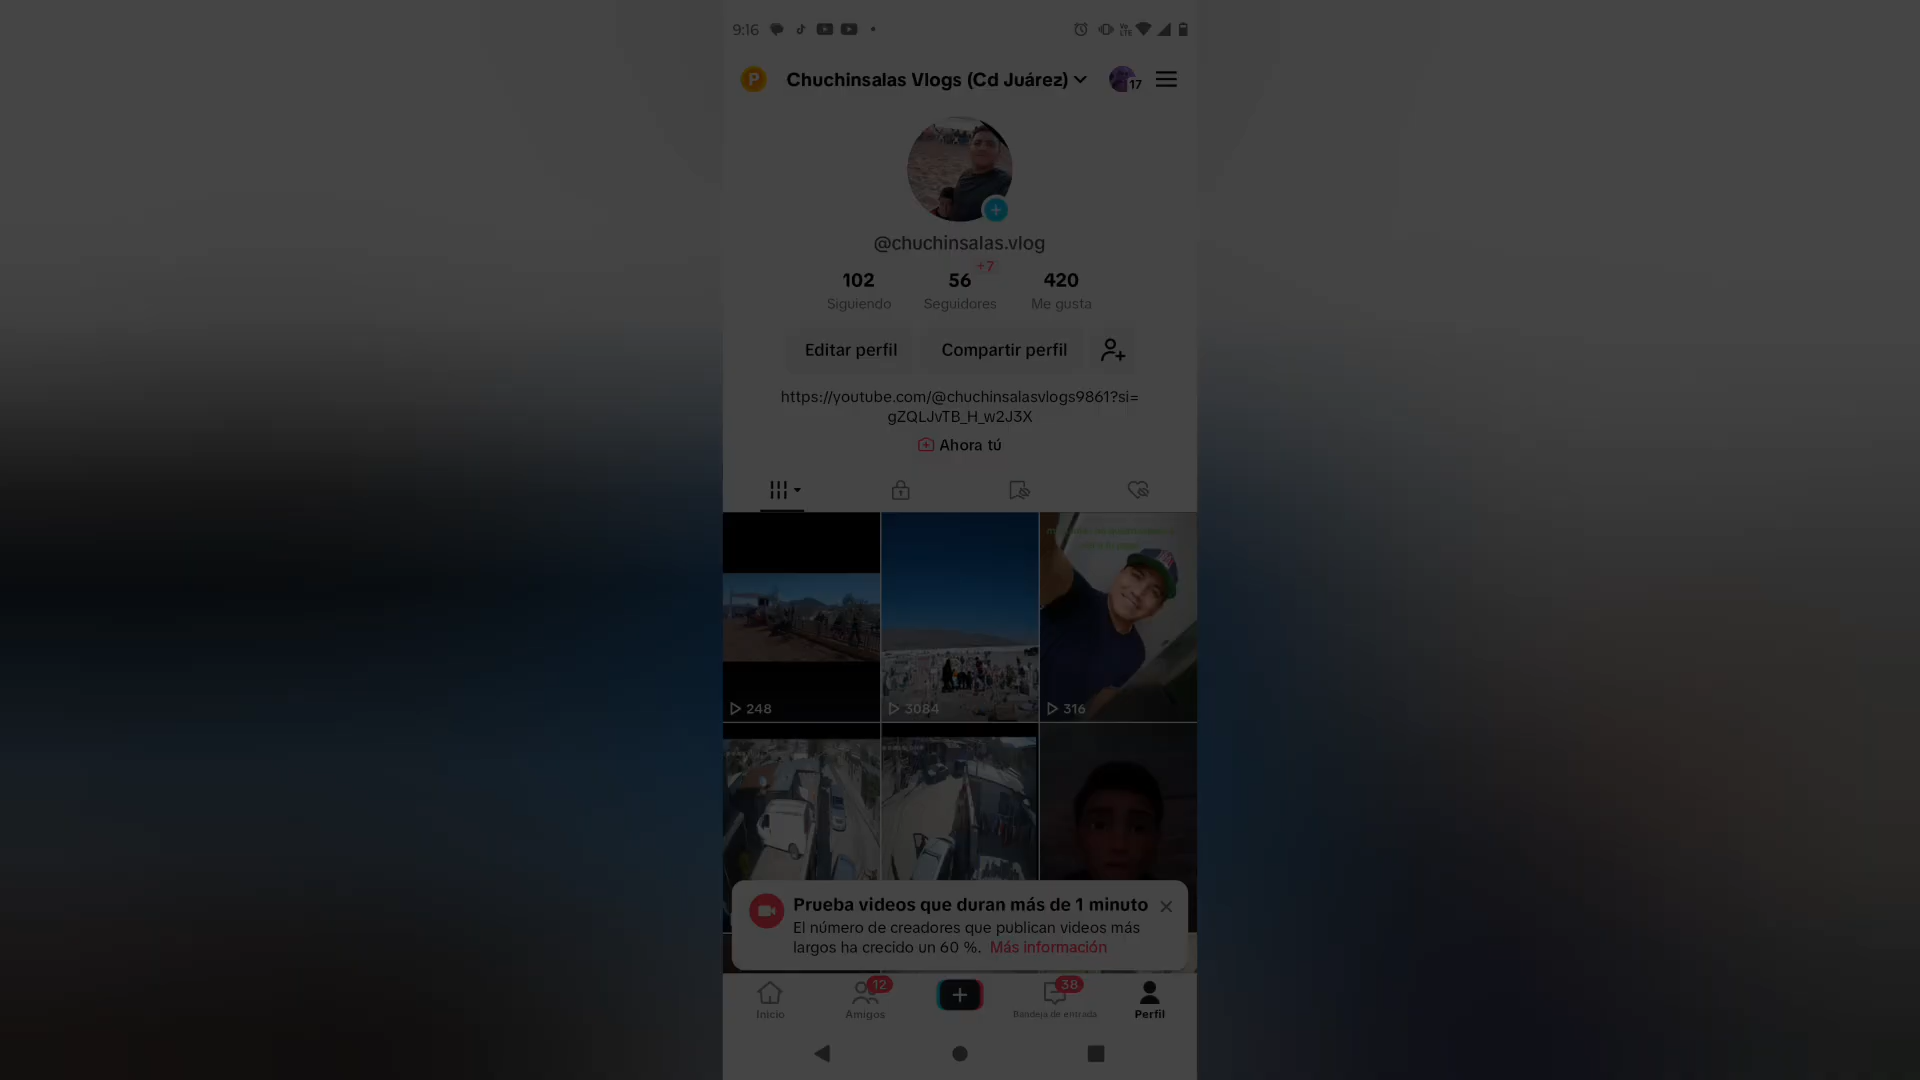 9:16
Vo
LTE
P
Chuchinsalas Vlogs (Cd Juárez)
17
@chuchinsalas.vlog
+7
102
56
420
Siguiendo
Seguidores
Me gusta
Editar perfil
Compartir perfil
https://youtube.com/@chuchinsalasvlogs9861?si=
gZQLJvTB_H_w2J3X
Ahora tú
248
3084
316
Prueba videos que duran más de 1 minuto
El número de creadores que publican videos más
largos ha crecido un 60 %. Más información
12
38
Inicio
Amigos
Bandeja de entrada
Perfil